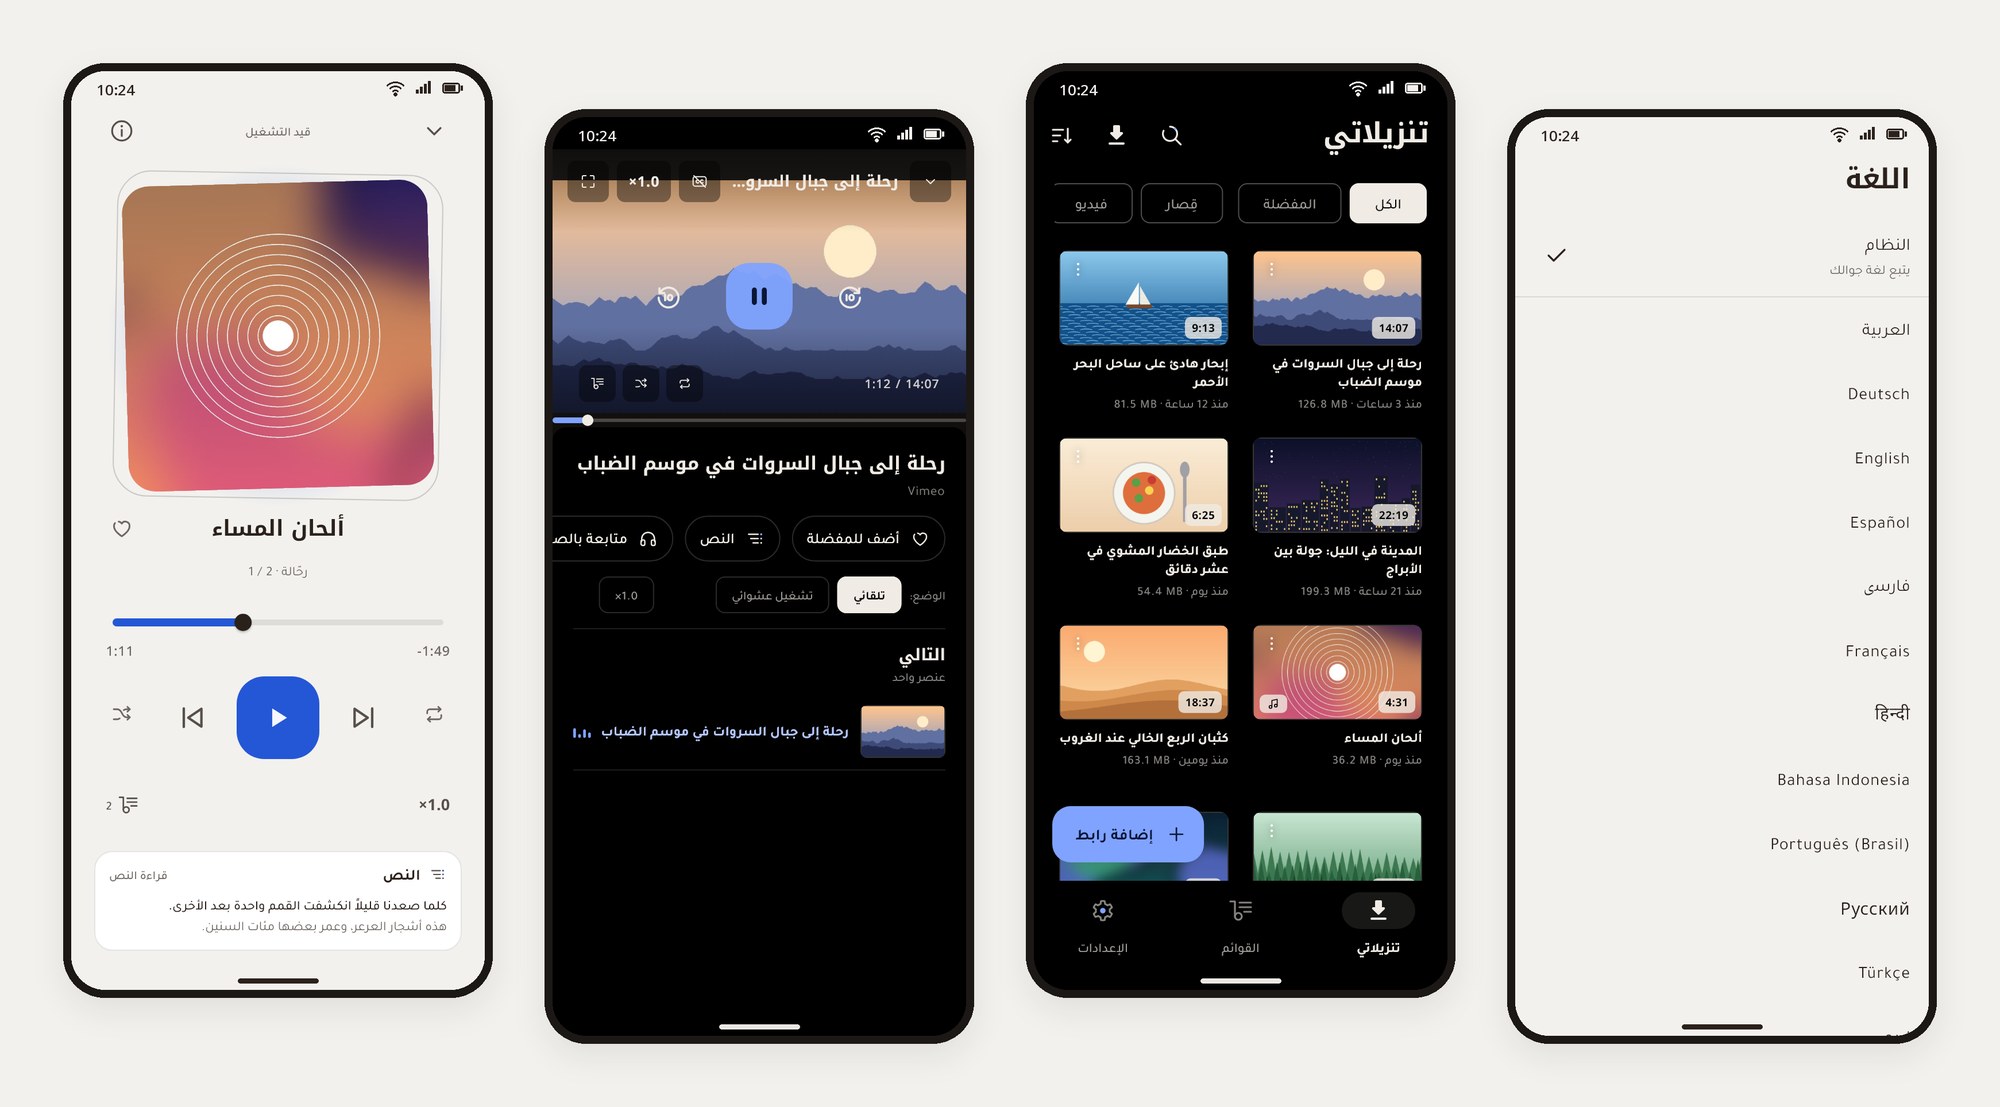 10:24
قيد التشغيل
ألحان المساء
رحّالة · 2 / 1
1:11
-1:49
2
×1.0
النص
قراءة النص
كلما صعدنا قليلاً انكشفت القمم واحدة بعد الأخرى.
هذه أشجار العرعر، وعمر بعضها مئات السنين.
10:24
رحلة إلى جبال السرو...
×1.0
10
10
1:12 / 14:07
رحلة إلى جبال السروات في موسم الضباب
Vimeo
أضف للمفضلة
النص
متابعة بالص
الوضع:
تلقائي
تشغيل عشوائي
×1.0
التالي
عنصر واحد
رحلة إلى جبال السروات في موسم الضباب
10:24
تنزيلاتي
الكل
المفضلة
قِصار
فيديو
14:07
9:13
رحلة إلى جبال السروات في
موسم الضباب
منذ 3 ساعات · 126.8 MB
إبحار هادئ على ساحل البحر
الأحمر
منذ 12 ساعة · 81.5 MB
22:19
6:25
المدينة في الليل: جولة بين
الأبراج
منذ 21 ساعة · 199.3 MB
طبق الخضار المشوي في
عشر دقائق
منذ يوم · 54.4 MB
4:31
18:37
ألحان المساء
منذ يوم · 36.2 MB
كثبان الربع الخالي عند الغروب
منذ يومين · 163.1 MB
إضافة رابط
تنزيلاتي
القوائم
الإعدادات
10:24
اللغة
النظام
يتبع لغة جوالك
العربية
Deutsch
English
Español
فارسی
Français
हिन्दी
Bahasa Indonesia
Português (Brasil)
Русский
Türkçe